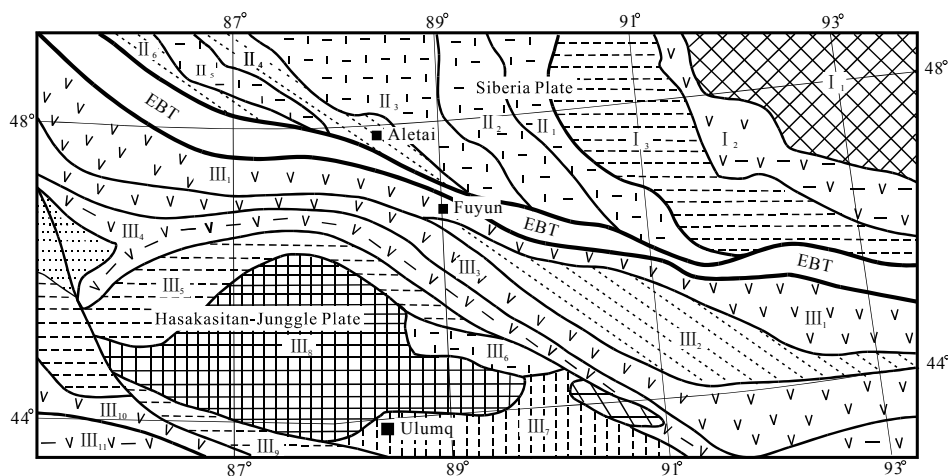 87° 89° 91° 93°
48°
II₆ II₅ II₄ II₃ Siberia Plate I₁
EBT
48°
Aletai II₂ II₁ I₃ I₂
III₁
Fuyun
EBT
III₄ III₃ EBT
III₅
Hasakasitan-Junggle Plate III₁
III₈ III₆ III₂
44°
44° III₁₀
Ulumq III₇
III₁₁ III₉
87° 89° 91° 93°